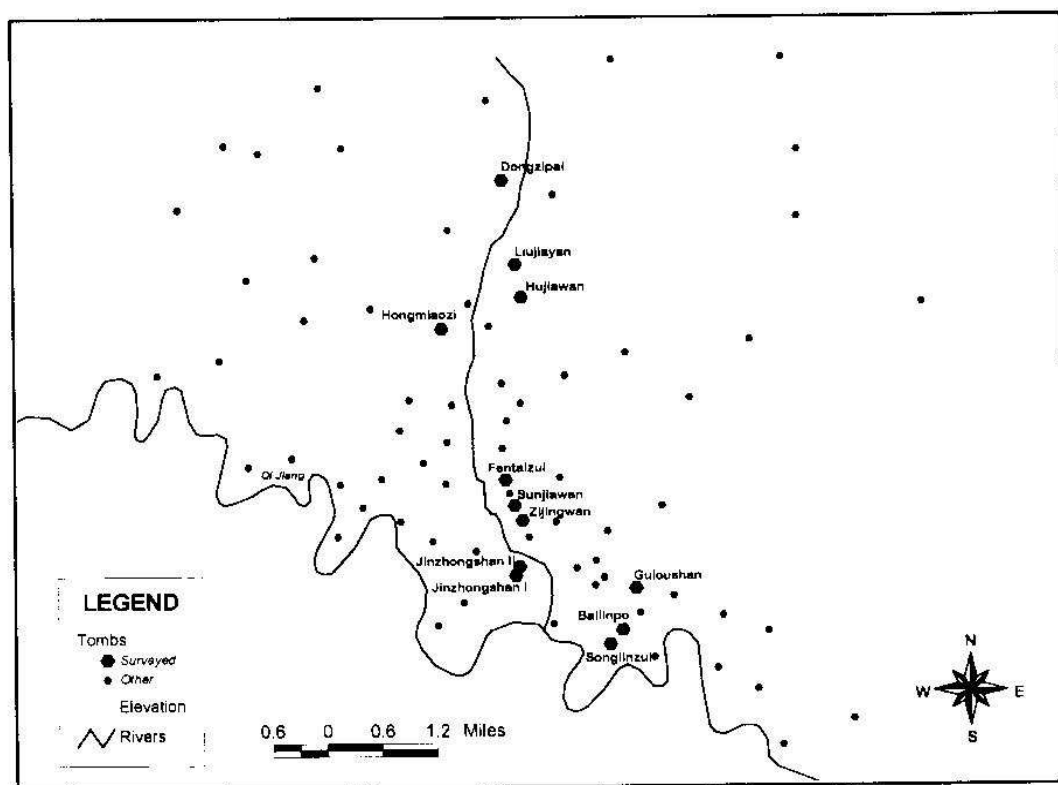 Dongzipai
Liujiayan
Hujiawan
Hongmiaozi
Qi Jiang
Fentaizui
Sunjiawan
Zijingwan
Jinzhongshan II
Jinzhongshan I
Guloushan
Bailinpo
Songlinzui
LEGEND
Tombs
Surveyed
Other
Elevation
Rivers
0.6 0 0.6 1.2 Miles
N
W E
S